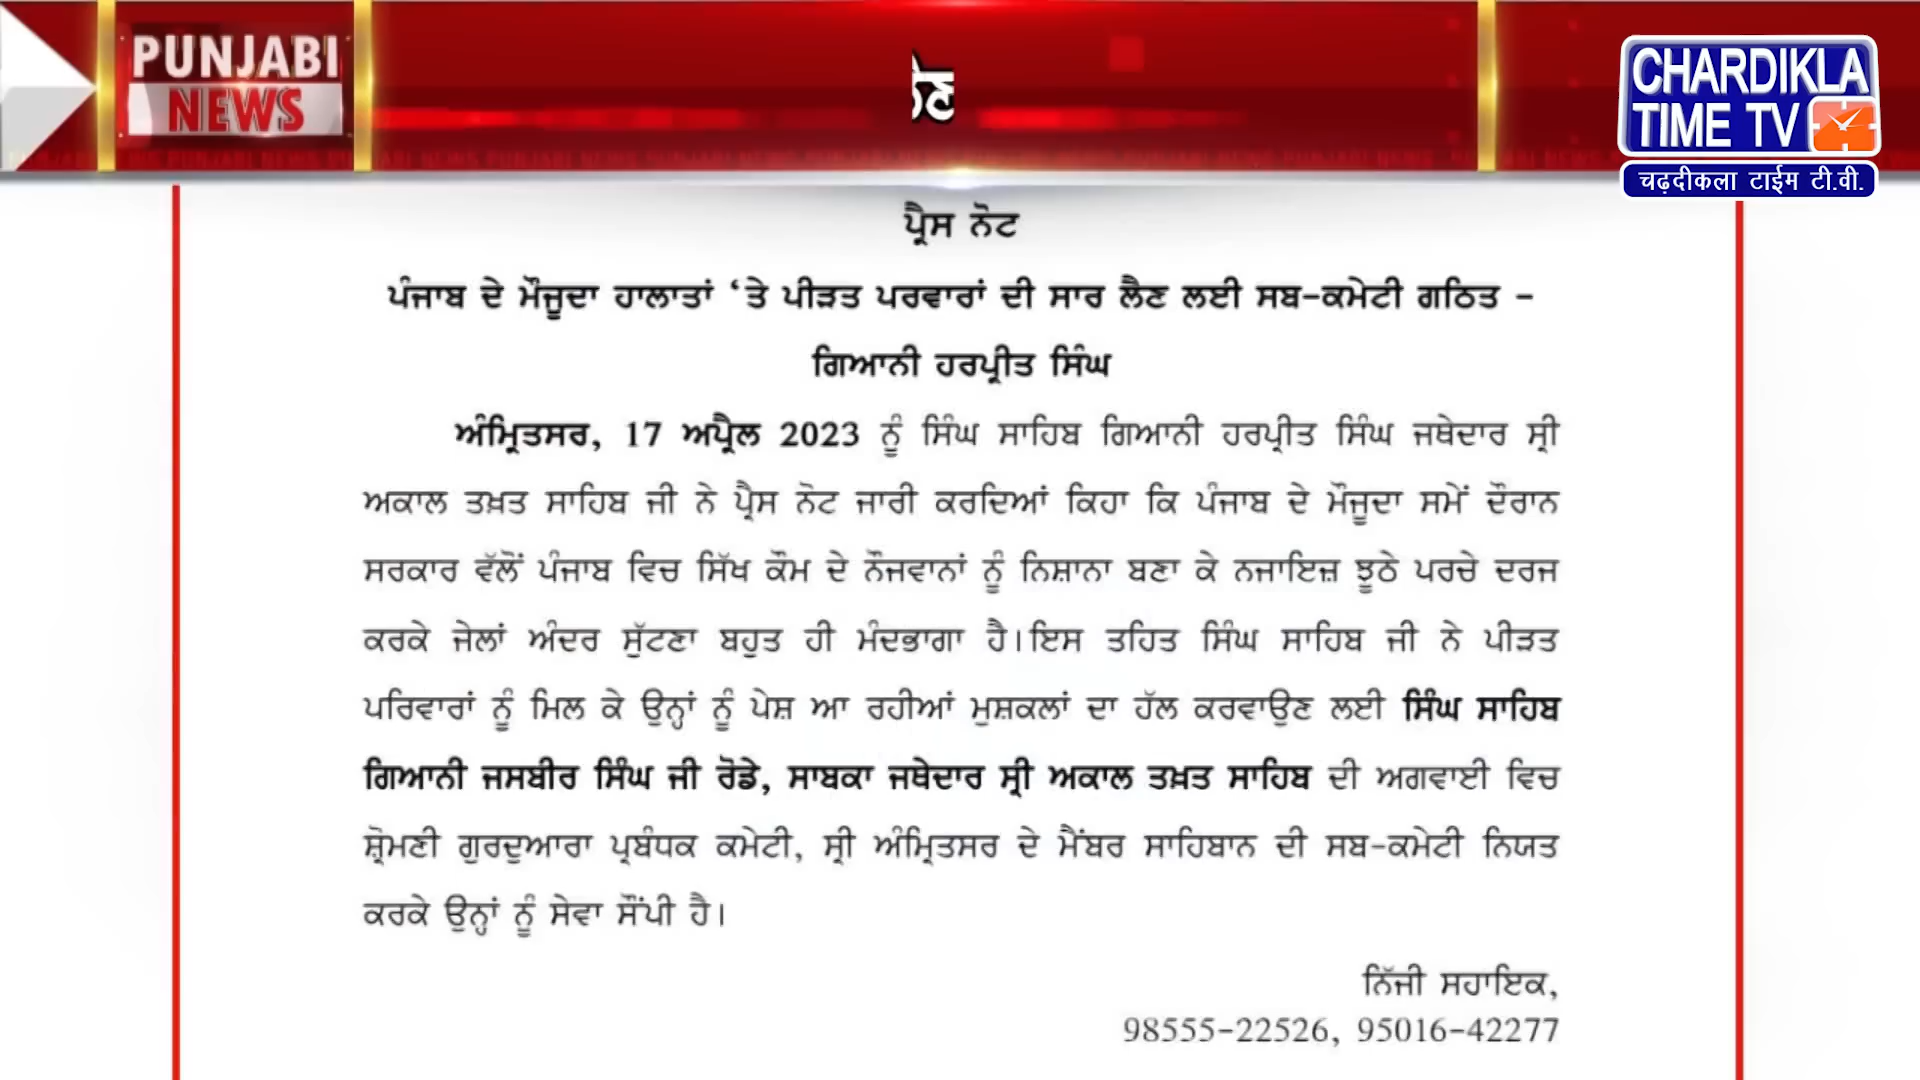 PUNJABI
NEWS
CHARDIKLA
TIME TV
चढ़दीकला टाईम टी.वी.
ਪ੍ਰੈਸ ਨੋਟ
ਪੰਜਾਬ ਦੇ ਮੌਜੂਦਾ ਹਾਲਾਤਾਂ ‘ਤੇ ਪੀੜਤ ਪਰਵਾਰਾਂ ਦੀ ਸਾਰ ਲੈਣ ਲਈ ਸਬ-ਕਮੇਟੀ ਗਠਿਤ -
ਗਿਆਨੀ ਹਰਪ੍ਰੀਤ ਸਿੰਘ
ਅੰਮ੍ਰਿਤਸਰ, 17 ਅਪ੍ਰੈਲ 2023 ਨੂੰ ਸਿੰਘ ਸਾਹਿਬ ਗਿਆਨੀ ਹਰਪ੍ਰੀਤ ਸਿੰਘ ਜਥੇਦਾਰ ਸ੍ਰੀ
ਅਕਾਲ ਤਖ਼ਤ ਸਾਹਿਬ ਜੀ ਨੇ ਪ੍ਰੈਸ ਨੋਟ ਜਾਰੀ ਕਰਦਿਆਂ ਕਿਹਾ ਕਿ ਪੰਜਾਬ ਦੇ ਮੌਜੂਦਾ ਸਮੇਂ ਦੌਰਾਨ
ਸਰਕਾਰ ਵੱਲੋਂ ਪੰਜਾਬ ਵਿਚ ਸਿੱਖ ਕੌਮ ਦੇ ਨੌਜਵਾਨਾਂ ਨੂੰ ਨਿਸ਼ਾਨਾ ਬਣਾ ਕੇ ਨਜਾਇਜ਼ ਝੂਠੇ ਪਰਚੇ ਦਰਜ
ਕਰਕੇ ਜੇਲਾਂ ਅੰਦਰ ਸੁੱਟਣਾ ਬਹੁਤ ਹੀ ਮੰਦਭਾਗਾ ਹੈ।ਇਸ ਤਹਿਤ ਸਿੰਘ ਸਾਹਿਬ ਜੀ ਨੇ ਪੀੜਤ
ਪਰਿਵਾਰਾਂ ਨੂੰ ਮਿਲ ਕੇ ਉਨ੍ਹਾਂ ਨੂੰ ਪੇਸ਼ ਆ ਰਹੀਆਂ ਮੁਸ਼ਕਲਾਂ ਦਾ ਹੱਲ ਕਰਵਾਉਣ ਲਈ ਸਿੰਘ ਸਾਹਿਬ
ਗਿਆਨੀ ਜਸਬੀਰ ਸਿੰਘ ਜੀ ਰੋਡੇ, ਸਾਬਕਾ ਜਥੇਦਾਰ ਸ੍ਰੀ ਅਕਾਲ ਤਖ਼ਤ ਸਾਹਿਬ ਦੀ ਅਗਵਾਈ ਵਿਚ
ਸ਼੍ਰੋਮਣੀ ਗੁਰਦੁਆਰਾ ਪ੍ਰਬੰਧਕ ਕਮੇਟੀ, ਸ੍ਰੀ ਅੰਮ੍ਰਿਤਸਰ ਦੇ ਮੈਂਬਰ ਸਾਹਿਬਾਨ ਦੀ ਸਬ-ਕਮੇਟੀ ਨਿਯਤ
ਕਰਕੇ ਉਨ੍ਹਾਂ ਨੂੰ ਸੇਵਾ ਸੌਂਪੀ ਹੈ।
ਨਿੱਜੀ ਸਹਾਇਕ,
98555-22526, 95016-42277